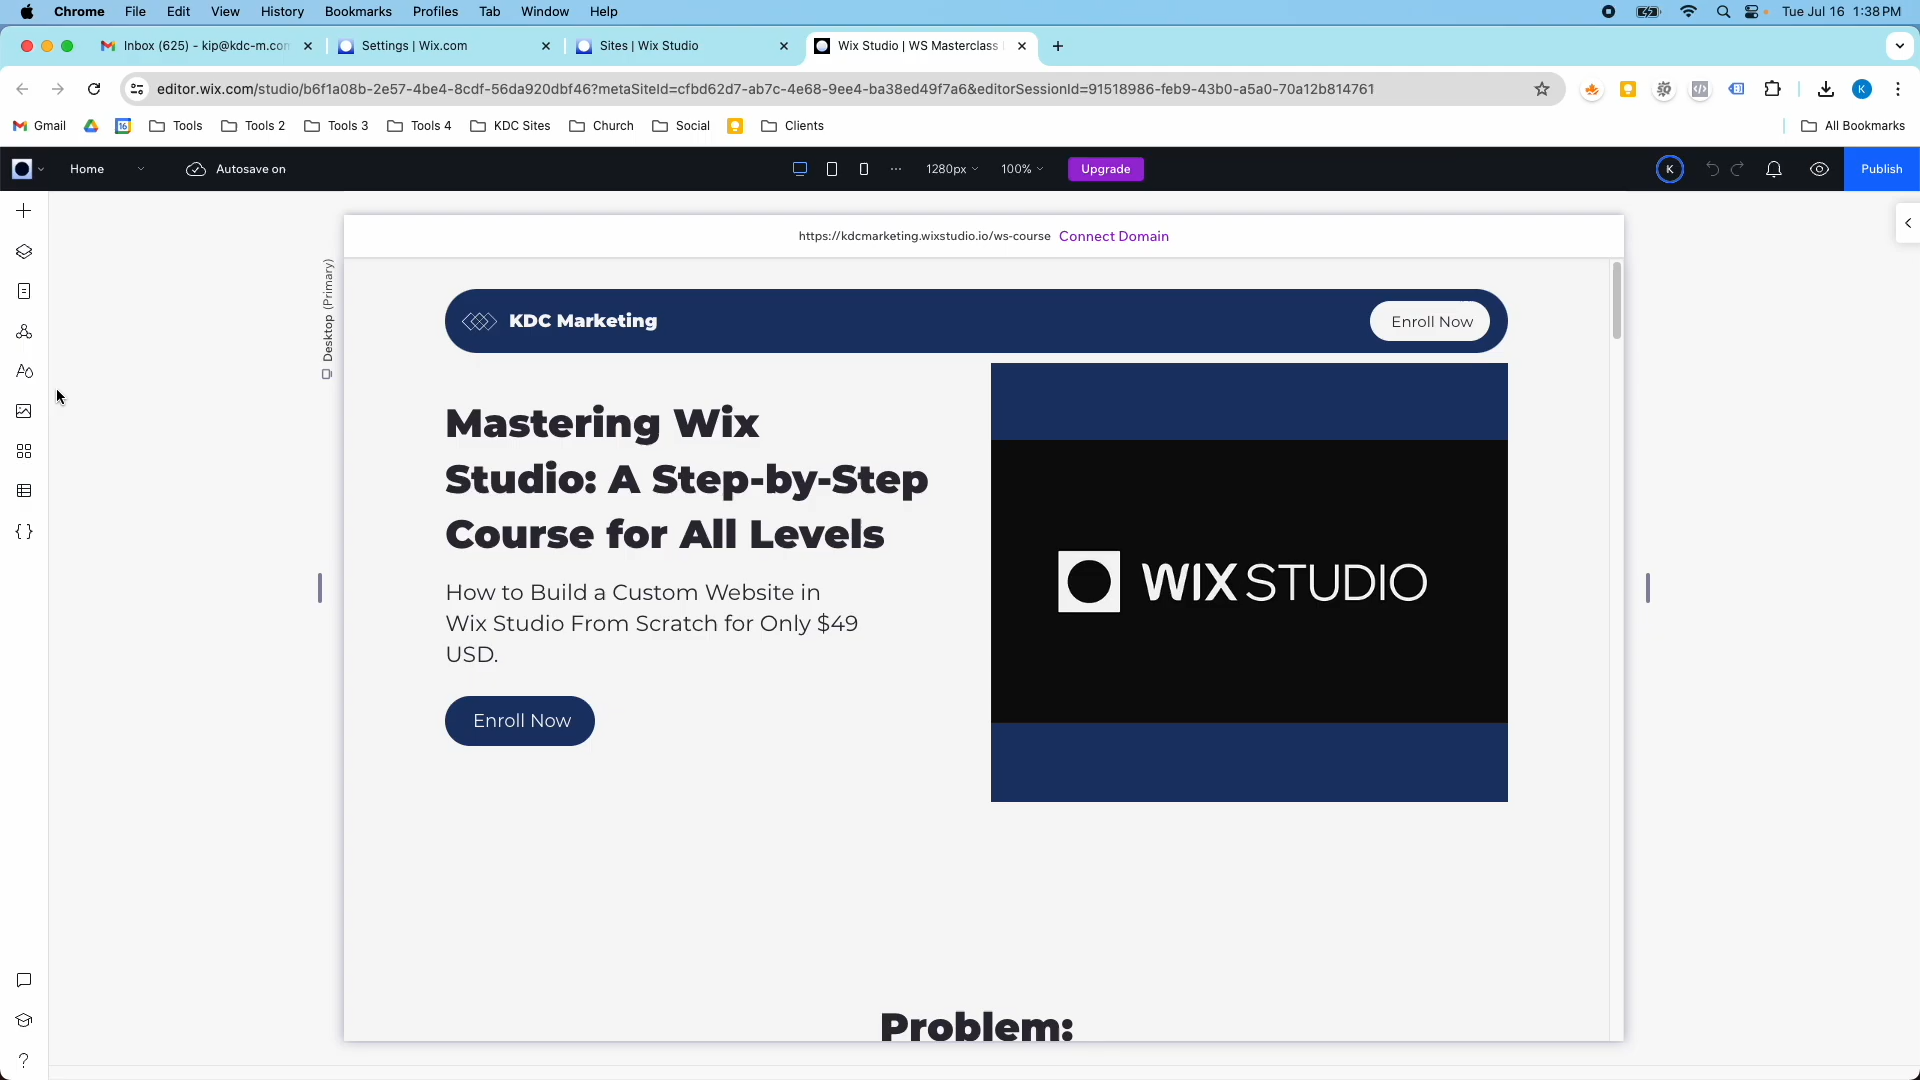 Chrome File Edit View History Bookmarks Profiles Tab Window Help Tue Jul 16 1:38 PM
Inbox (625) - kip@kdc-m.con Settings | Wix.com Sites | Wix Studio Wix Studio | WS Masterclass
editor.wix.com/studio/b6f1a08b-2e57-4be4-8cdf-56da920dbf46?metaSiteId=cfbd62d7-ab7c-4e68-9ee4-ba38ed49f7a6&editorSessionId=91518986-feb9-43b0-a5a0-70a12b814761 K
Gmail 16 Tools Tools 2 Tools 3 Tools 4 KDC Sites Church Social Clients All Bookmarks
Home Autosave on 1280px 100% Upgrade K Publish
https://kdcmarketing.wixstudio.io/ws-course Connect Domain
Desktop (Primary)
KDC Marketing Enroll Now
Mastering Wix
Studio: A Step-by-Step
Course for All Levels
How to Build a Custom Website in
Wix Studio From Scratch for Only $49
USD.
Enroll Now
WIX STUDIO
Problem: